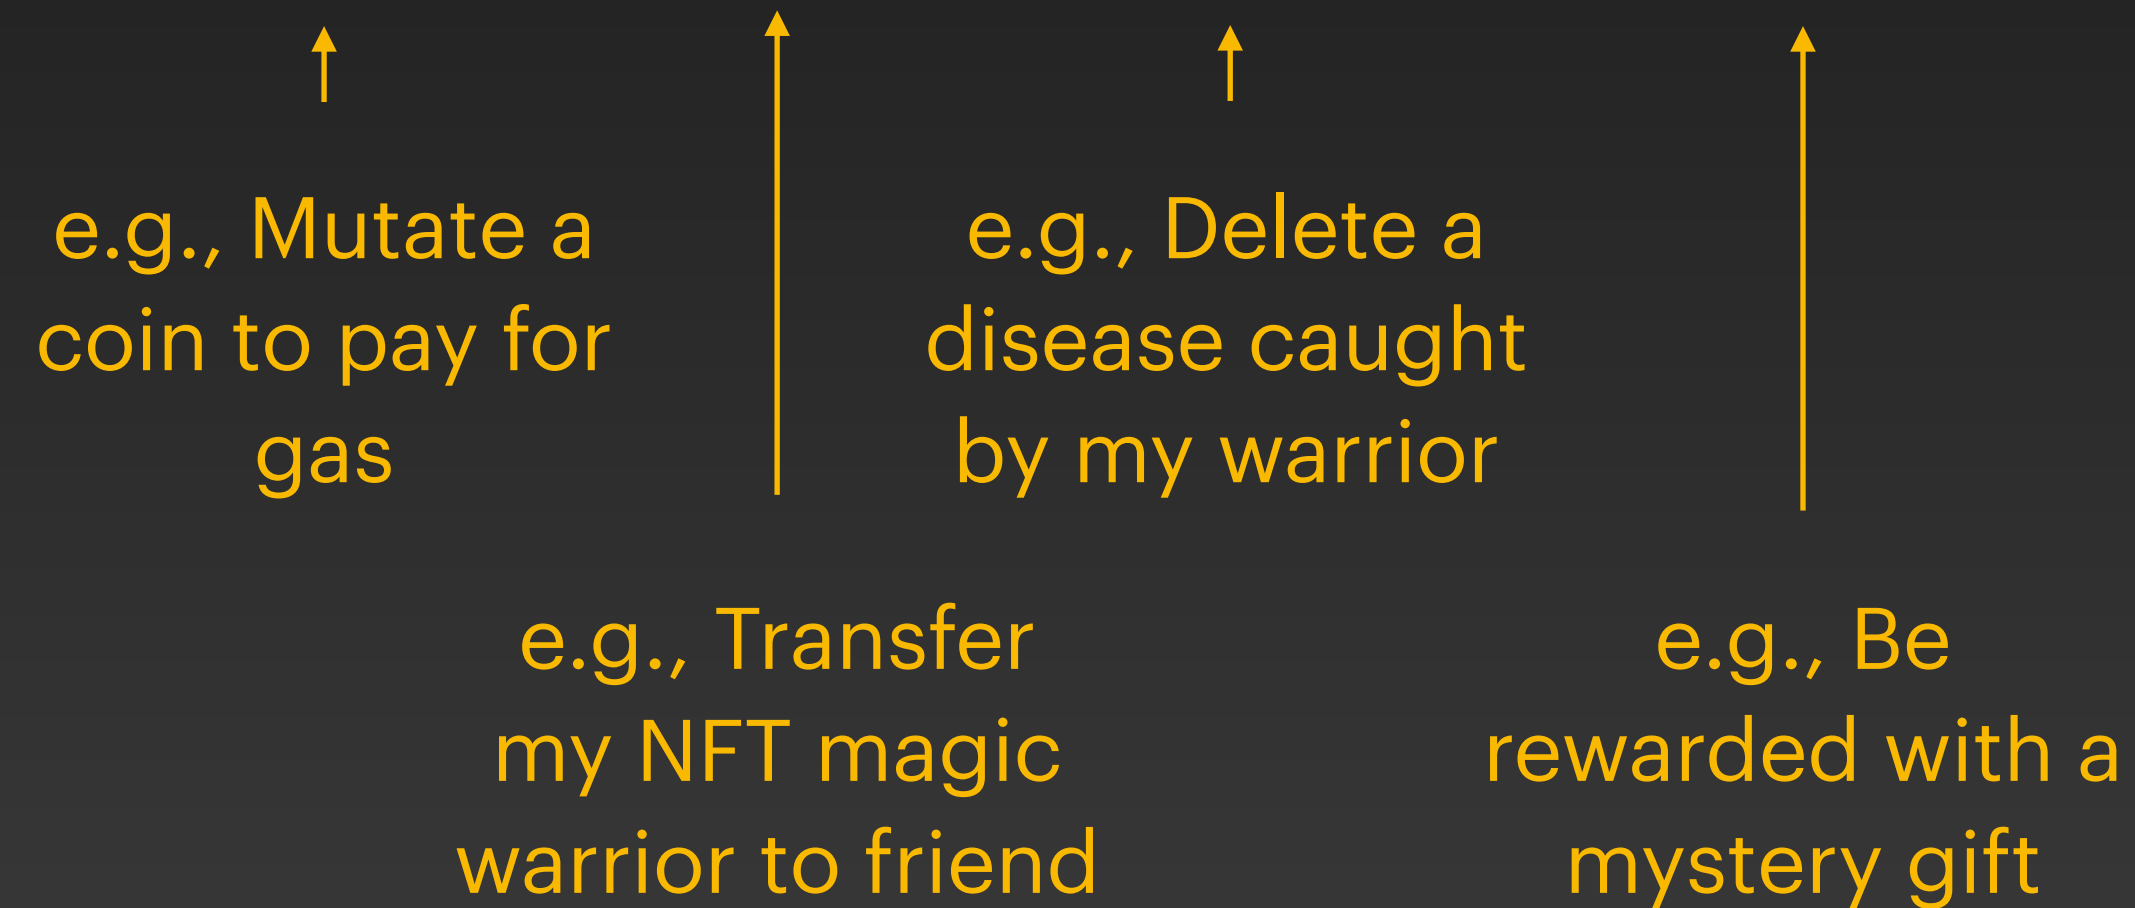 e.g., Mutate a
coin to pay for
gas
e.g., Transfer
my NFT magic
warrior to friend
e.g., Delete a
disease caught
by my warrior
e.g., Be
rewarded with a
mystery gift